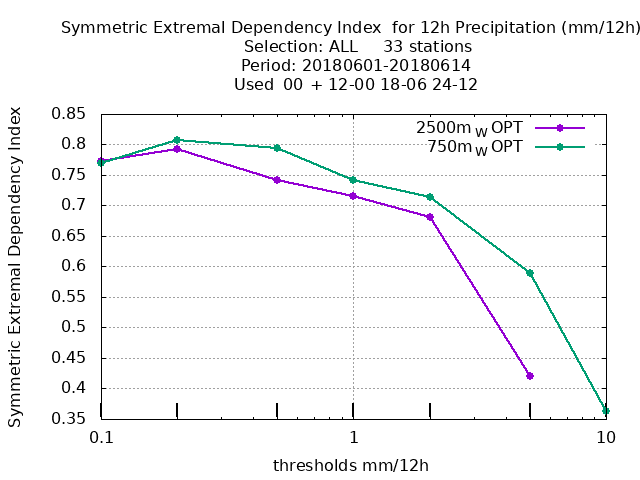 Symmetric Extremal Dependency Index  for 12h Precipitation (mm/12h)
Selection: ALL     33 stations
Period: 20180601-20180614
Used  00  + 12-00 18-06 24-12
2500m W OPT
750m W OPT
Symmetric Extremal Dependency Index
0.85
0.8
0.75
0.7
0.65
0.6
0.55
0.5
0.45
0.4
0.35
0.1
1
10
thresholds mm/12h